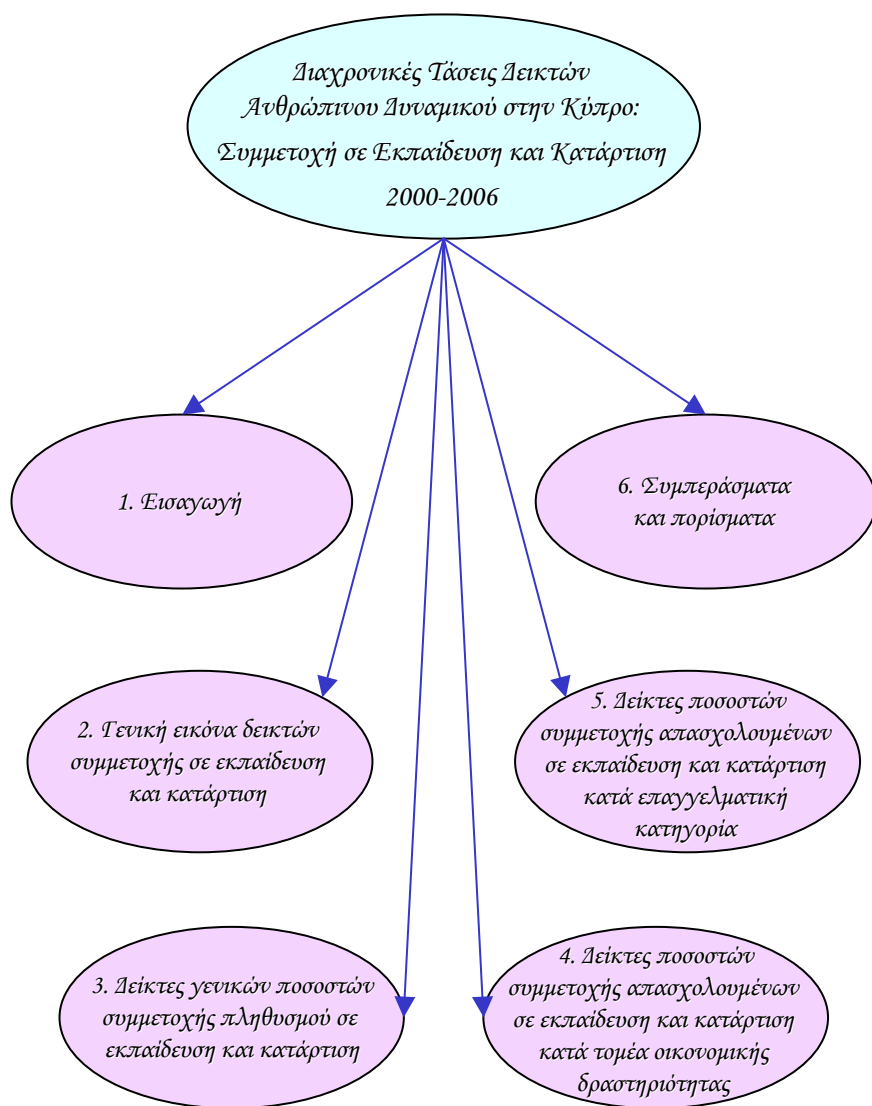 Διαχρονικές Τάσεις Δεικτών
Ανθρώπινου Δυναμικού στην Κύπρο:
Συμμετοχή σε Εκπαίδευση και Κατάρτιση
2000-2006
1. Εισαγωγή
6. Συμπεράσματα
και πορίσματα
2. Γενική εικόνα δεικτών
συμμετοχής σε εκπαίδευση
και κατάρτιση
5. Δείκτες ποσοστών
συμμετοχής απασχολουμένων
σε εκπαίδευση και κατάρτιση
κατά επαγγελματική
κατηγορία
3. Δείκτες γενικών ποσοστών
συμμετοχής πληθυσμού σε
εκπαίδευση και κατάρτιση
4. Δείκτες ποσοστών
συμμετοχής απασχολουμένων
σε εκπαίδευση και κατάρτιση
κατά τομέα οικονομικής
δραστηριότητας